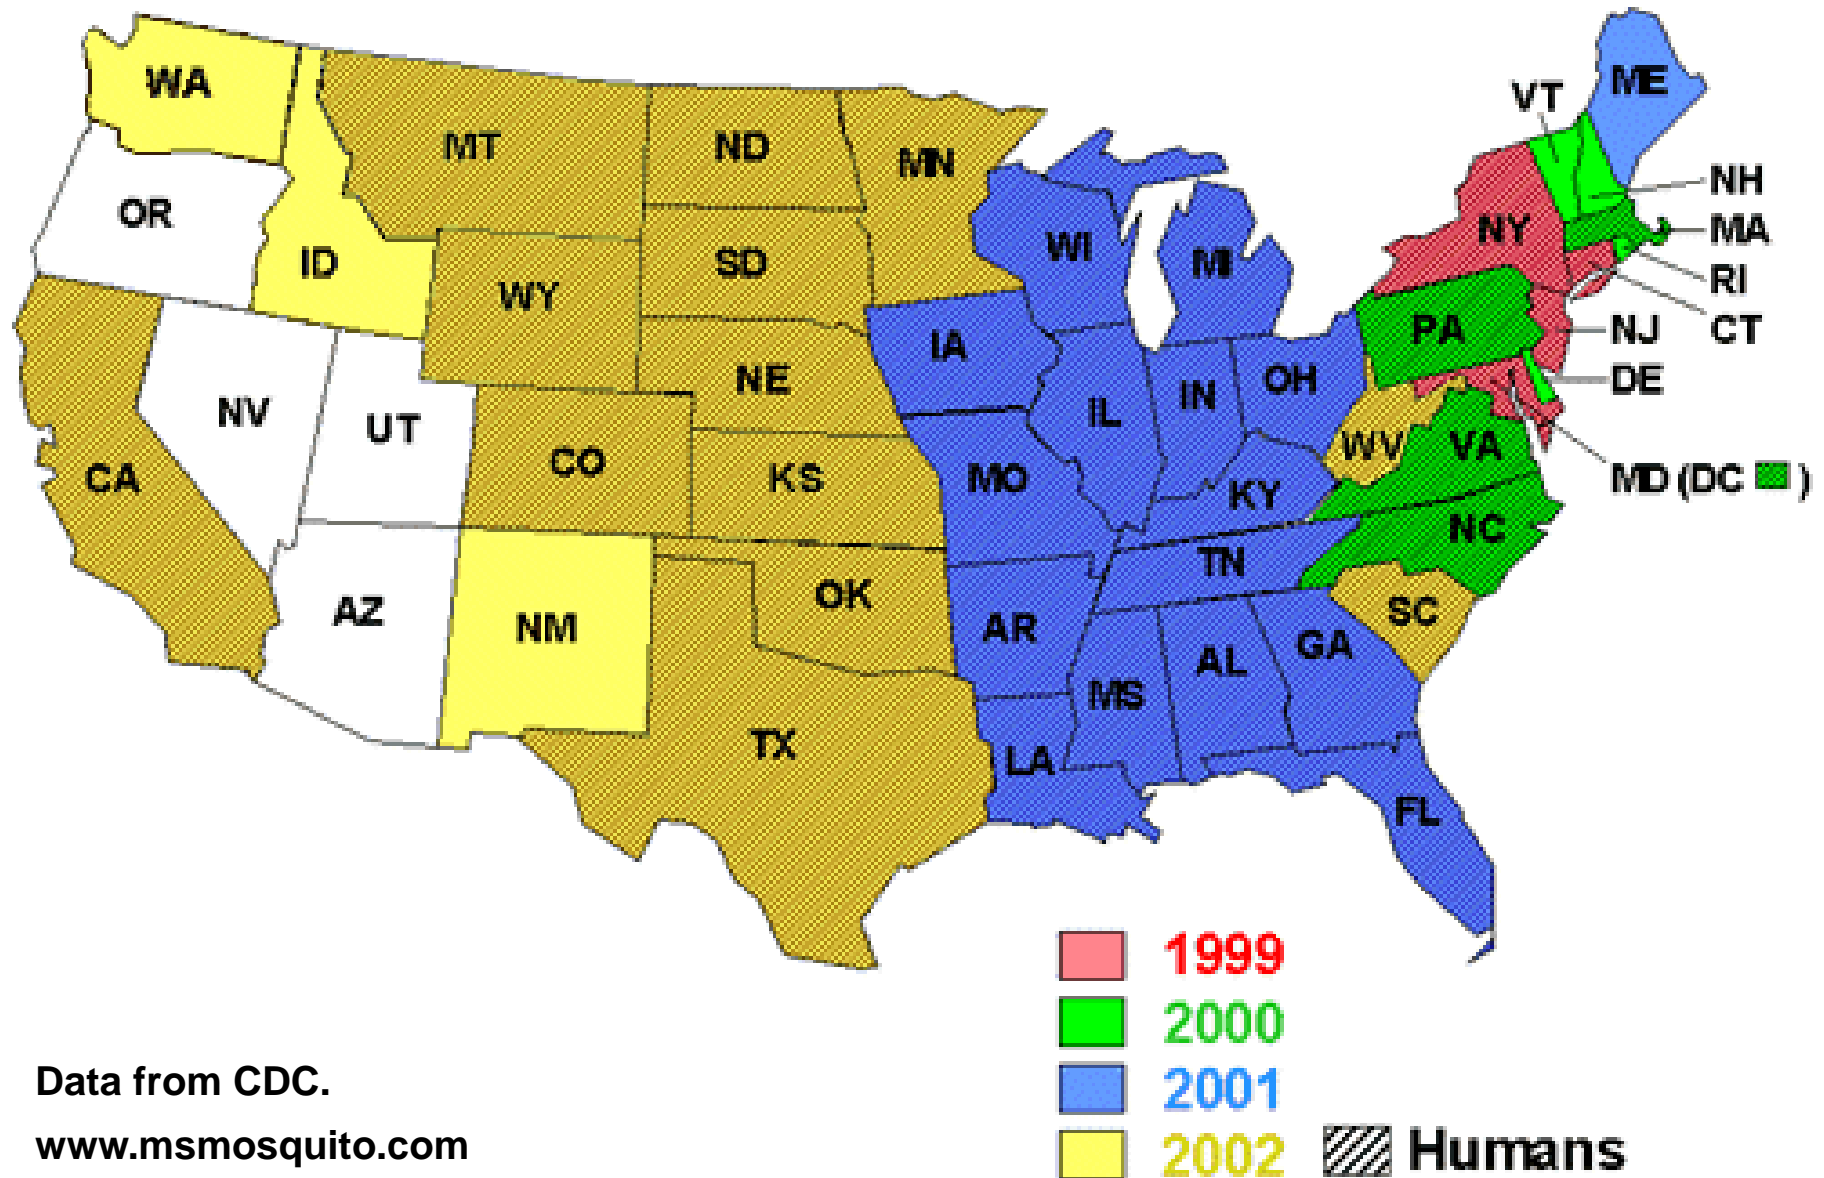 WA
MT
ND
MN
VT
ME
OR
ID
WY
SD
WI
MI
NY
NH
MA
RI
CT
NJ
DE
PA
IA
NE
NV
UT
CO
KS
CA
MO
IL
IN
OH
WV
VA
KY
MD (DC )
NC
TN
AZ
NM
OK
AR
SC
GA
AL
MS
TX
LA
FL
1999
2000
2001
2002
Humans
Data from CDC.
www.msmosquito.com